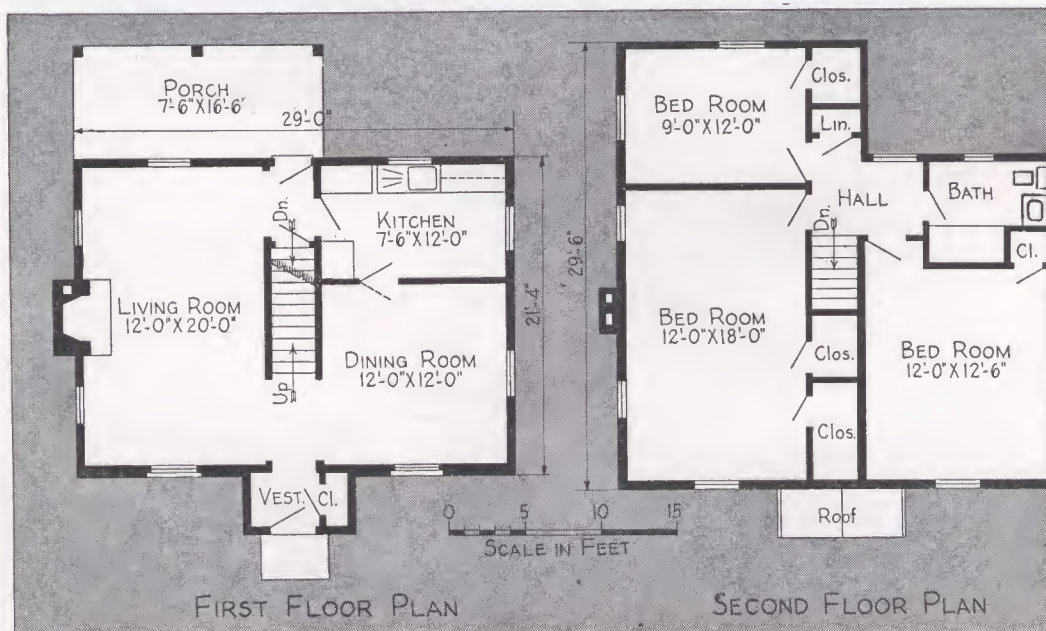 PORCH
7'-6"X16'-6"
29'-0"
LIVING ROOM
12'-0"X20'-0"
Dn.
Up
KITCHEN
7'-6"X12'-0"
DINING ROOM
12'-0"X12'-0"
21'-4"
VEST.
Cl.
0 5 10 15
SCALE IN FEET
FIRST FLOOR PLAN
29'-6"
BED ROOM
9'-0"X12'-0"
Clos.
Lin.
HALL
Dn.
BATH
Cl.
BED ROOM
12'-0"X18'-0"
Clos.
Clos.
BED ROOM
12'-0"X12'-6"
Roof
SECOND FLOOR PLAN